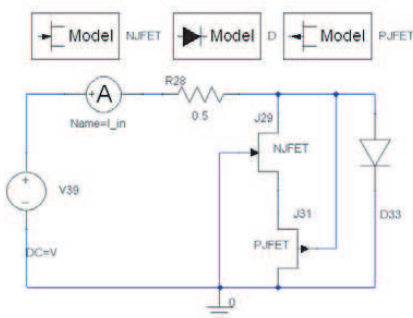 Model NJFET Model D Model PJFET
A
Name=I_in
R28
0.5
J29
NJFET
V39
J31
PJFET
D33
DC=V
0